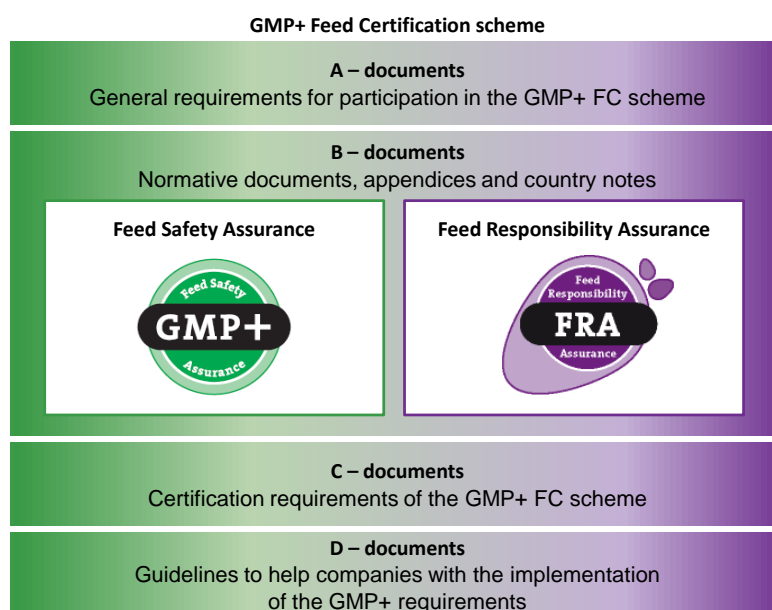 GMP+ Feed Certification scheme
A – documents
General requirements for participation in the GMP+ FC scheme
B – documents
Normative documents, appendices and country notes
Feed Safety Assurance
Feed Safety
GMP+
Assurance
Feed Responsibility Assurance
Feed
Responsibility
FRA
Assurance
C – documents
Certification requirements of the GMP+ FC scheme
D – documents
Guidelines to help companies with the implementation
of the GMP+ requirements